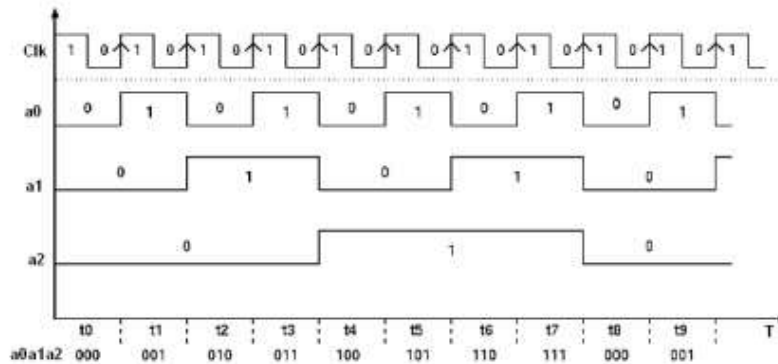 Clk 1 0 1 0 1 0 1 0 1 0 1 0 1 0 1 0 1 0 1 0 1
a0 0 1 0 1 0 1 0 1 0 1
a1 0 1 0 1 0
a2 0 1 0
t0 t1 t2 t3 t4 t5 t6 t7 t8 t9 T
a0a1a2 000 001 010 011 100 101 110 111 000 001